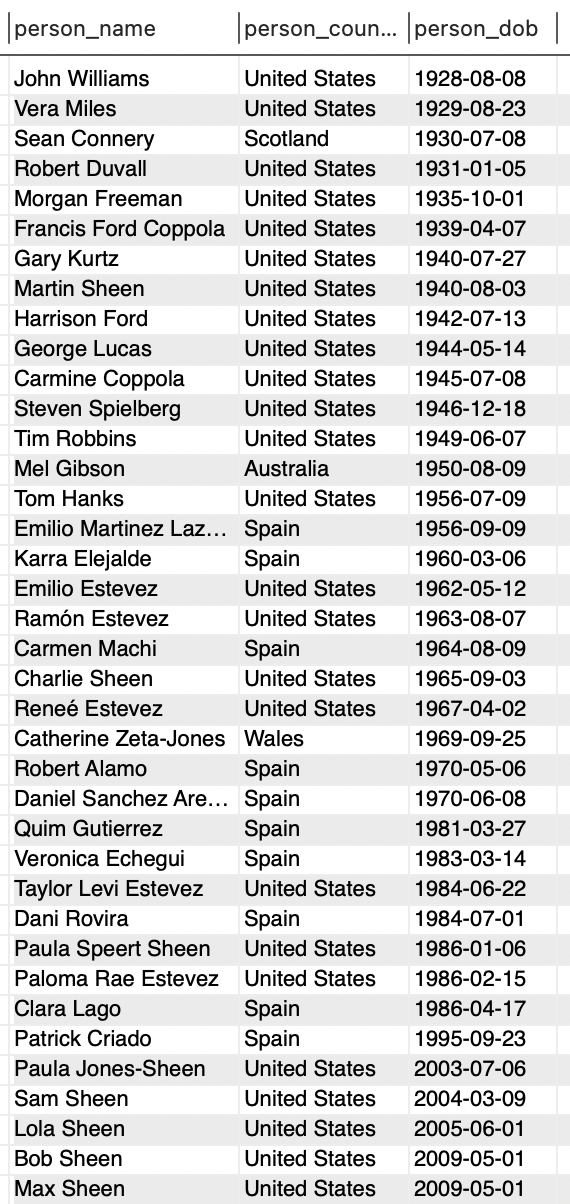 person_name person_coun... person_dob
John Williams United States 1928-08-08
Vera Miles United States 1929-08-23
Sean Connery Scotland 1930-07-08
Robert Duvall United States 1931-01-05
Morgan Freeman United States 1935-10-01
Francis Ford Coppola United States 1939-04-07
Gary Kurtz United States 1940-07-27
Martin Sheen United States 1940-08-03
Harrison Ford United States 1942-07-13
George Lucas United States 1944-05-14
Carmine Coppola United States 1945-07-08
Steven Spielberg United States 1946-12-18
Tim Robbins United States 1949-06-07
Mel Gibson Australia 1950-08-09
Tom Hanks United States 1956-07-09
Emilio Martinez Laz... Spain 1956-09-09
Karra Elejalde Spain 1960-03-06
Emilio Estevez United States 1962-05-12
Ramón Estevez United States 1963-08-07
Carmen Machi Spain 1964-08-09
Charlie Sheen United States 1965-09-03
Reneé Estevez United States 1967-04-02
Catherine Zeta-Jones Wales 1969-09-25
Robert Alamo Spain 1970-05-06
Daniel Sanchez Are... Spain 1970-06-08
Quim Gutierrez Spain 1981-03-27
Veronica Echegui Spain 1983-03-14
Taylor Levi Estevez United States 1984-06-22
Dani Rovira Spain 1984-07-01
Paula Speert Sheen United States 1986-01-06
Paloma Rae Estevez United States 1986-02-15
Clara Lago Spain 1986-04-17
Patrick Criado Spain 1995-09-23
Paula Jones-Sheen United States 2003-07-06
Sam Sheen United States 2004-03-09
Lola Sheen United States 2005-06-01
Bob Sheen United States 2009-05-01
Max Sheen United States 2009-05-01